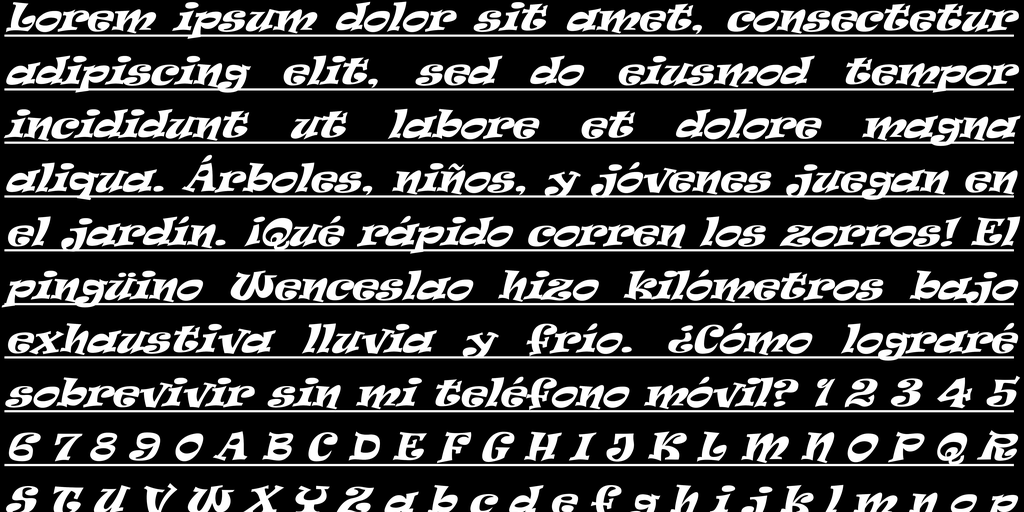 Lorem ipsum dolor sit amet, consectetur
adipiscing elit, sed do eiusmod tempor
incididunt ut labore et dolore magna
aliqua. Árboles, niños, y jóvenes juegan en
el jardín. ¡Qué rápido corren los zorros! El
pingüino Wenceslao hizo kilómetros bajo
exhaustiva lluvia y frío. ¿Cómo lograré
sobrevivir sin mi teléfono móvil? 1 2 3 4 5
6 7 8 9 0 A B C D E F G H I J K L M N O P Q R
S T U V W X Y Z a b c d e f g h i j k l m n o p